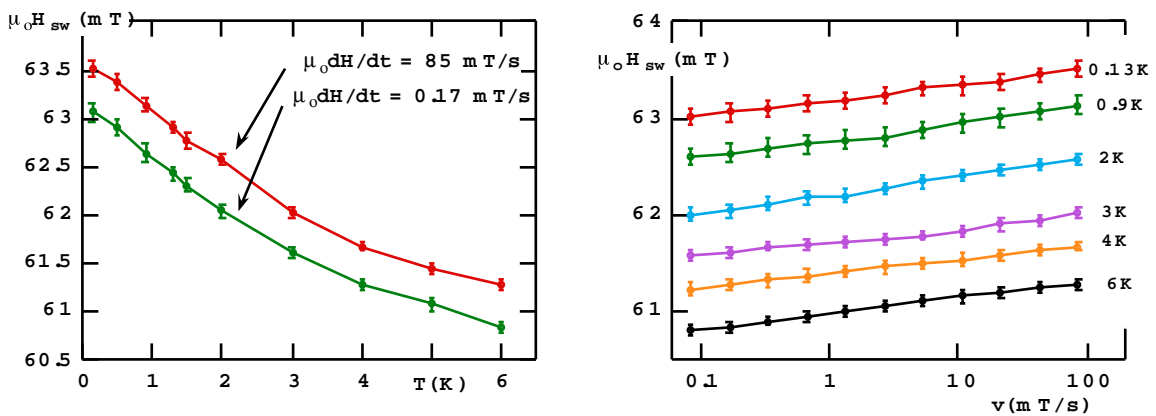 μ₀H_sw (mT)
63.5
63
62.5
62
61.5
61
60.5
0 1 2 3 4 5 6
T(K)
μ₀dH/dt = 85 mT/s
μ₀dH/dt = 0.17 mT/s
64
μ₀H_sw (mT)
63
62
61
0.1 1 10 100
v(mT/s)
0.13K
0.9K
2K
3K
4K
6K